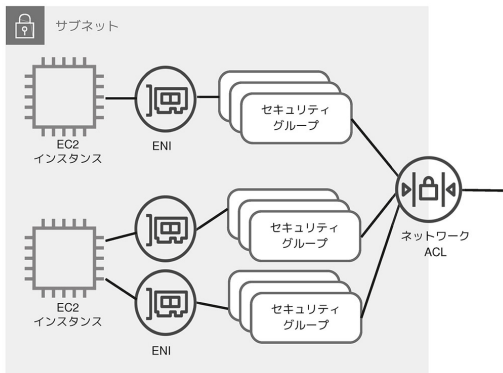 サブネット
EC2
インスタンス
ENI
セキュリティ
グループ
ネットワーク
ACL
セキュリティ
グループ
EC2
インスタンス
セキュリティ
グループ
ENI